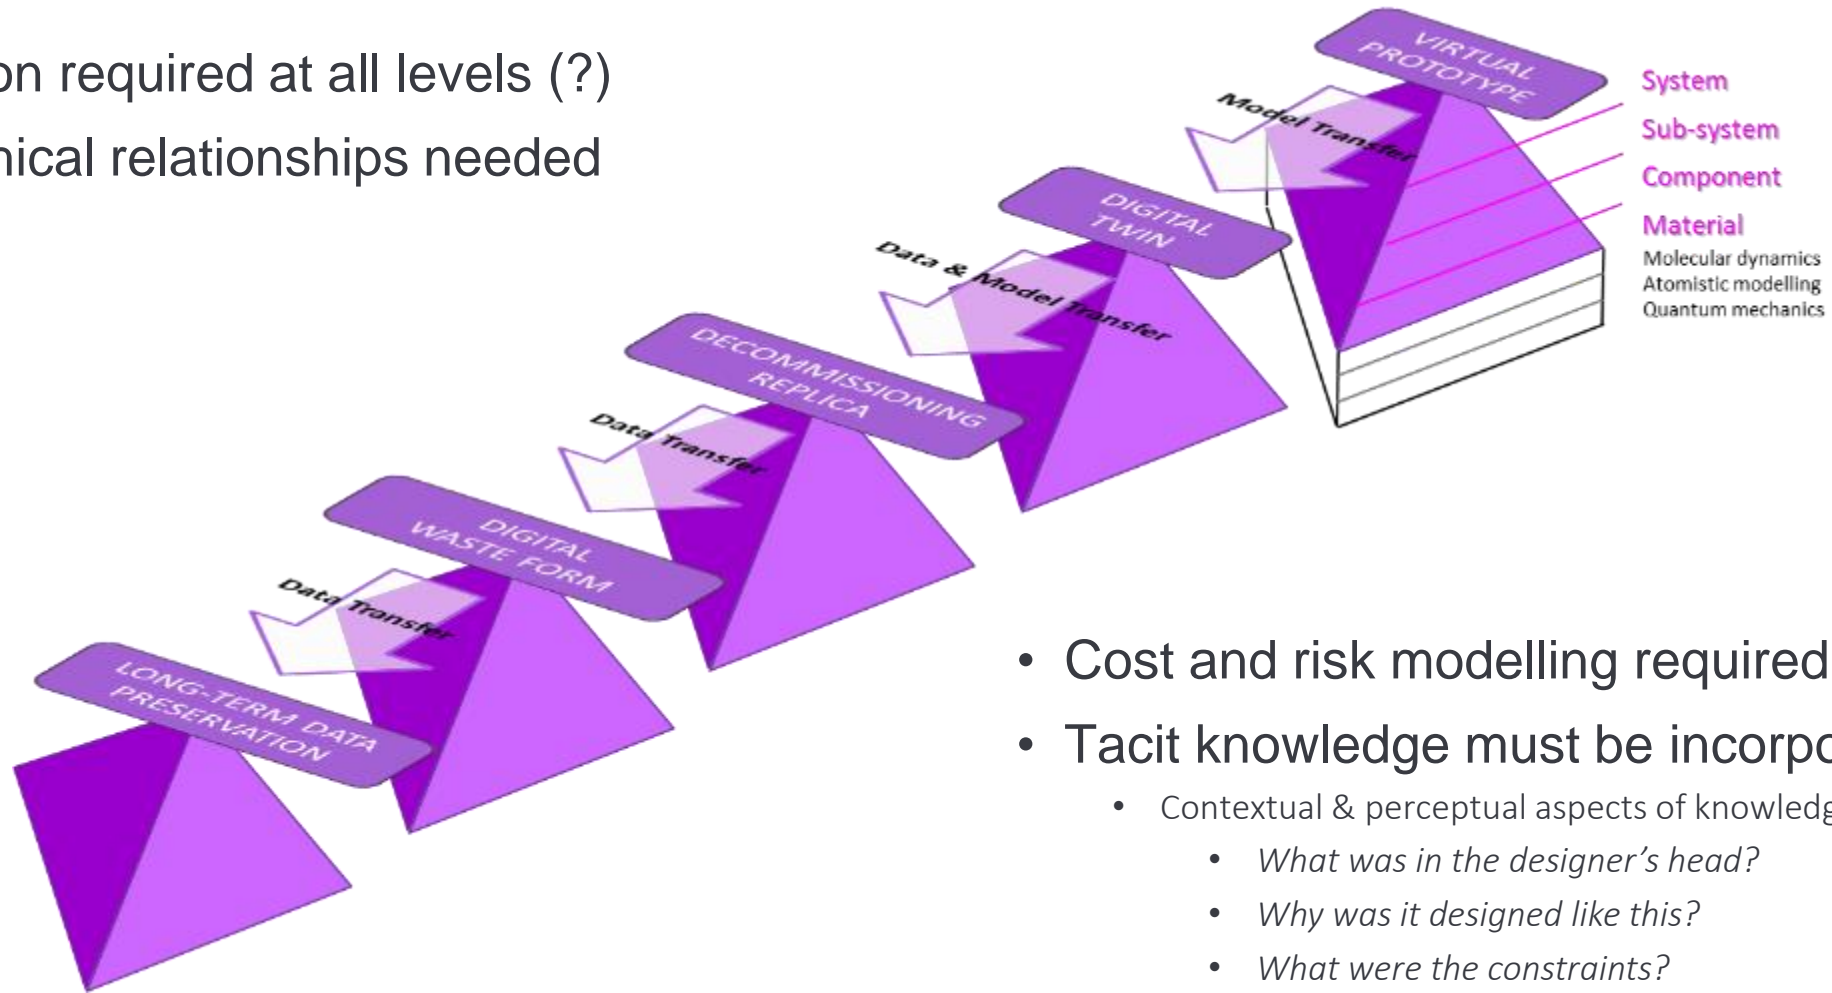 on required at all levels (?)
nical relationships needed
VIRTUAL
PROTOTYPE
System
Sub-system
Component
Material
Molecular dynamics
Atomistic modelling
Quantum mechanics
Model Transfer
DIGITAL
TWIN
Data & Model Transfer
DECOMMISSIONING
REPLICA
Data Transfer
DIGITAL
WASTE FORM
Data Transfer
LONG-TERM DATA
PRESERVATION
• Cost and risk modelling required
• Tacit knowledge must be incorpo
• Contextual & perceptual aspects of knowledg
• What was in the designer’s head?
• Why was it designed like this?
• What were the constraints?